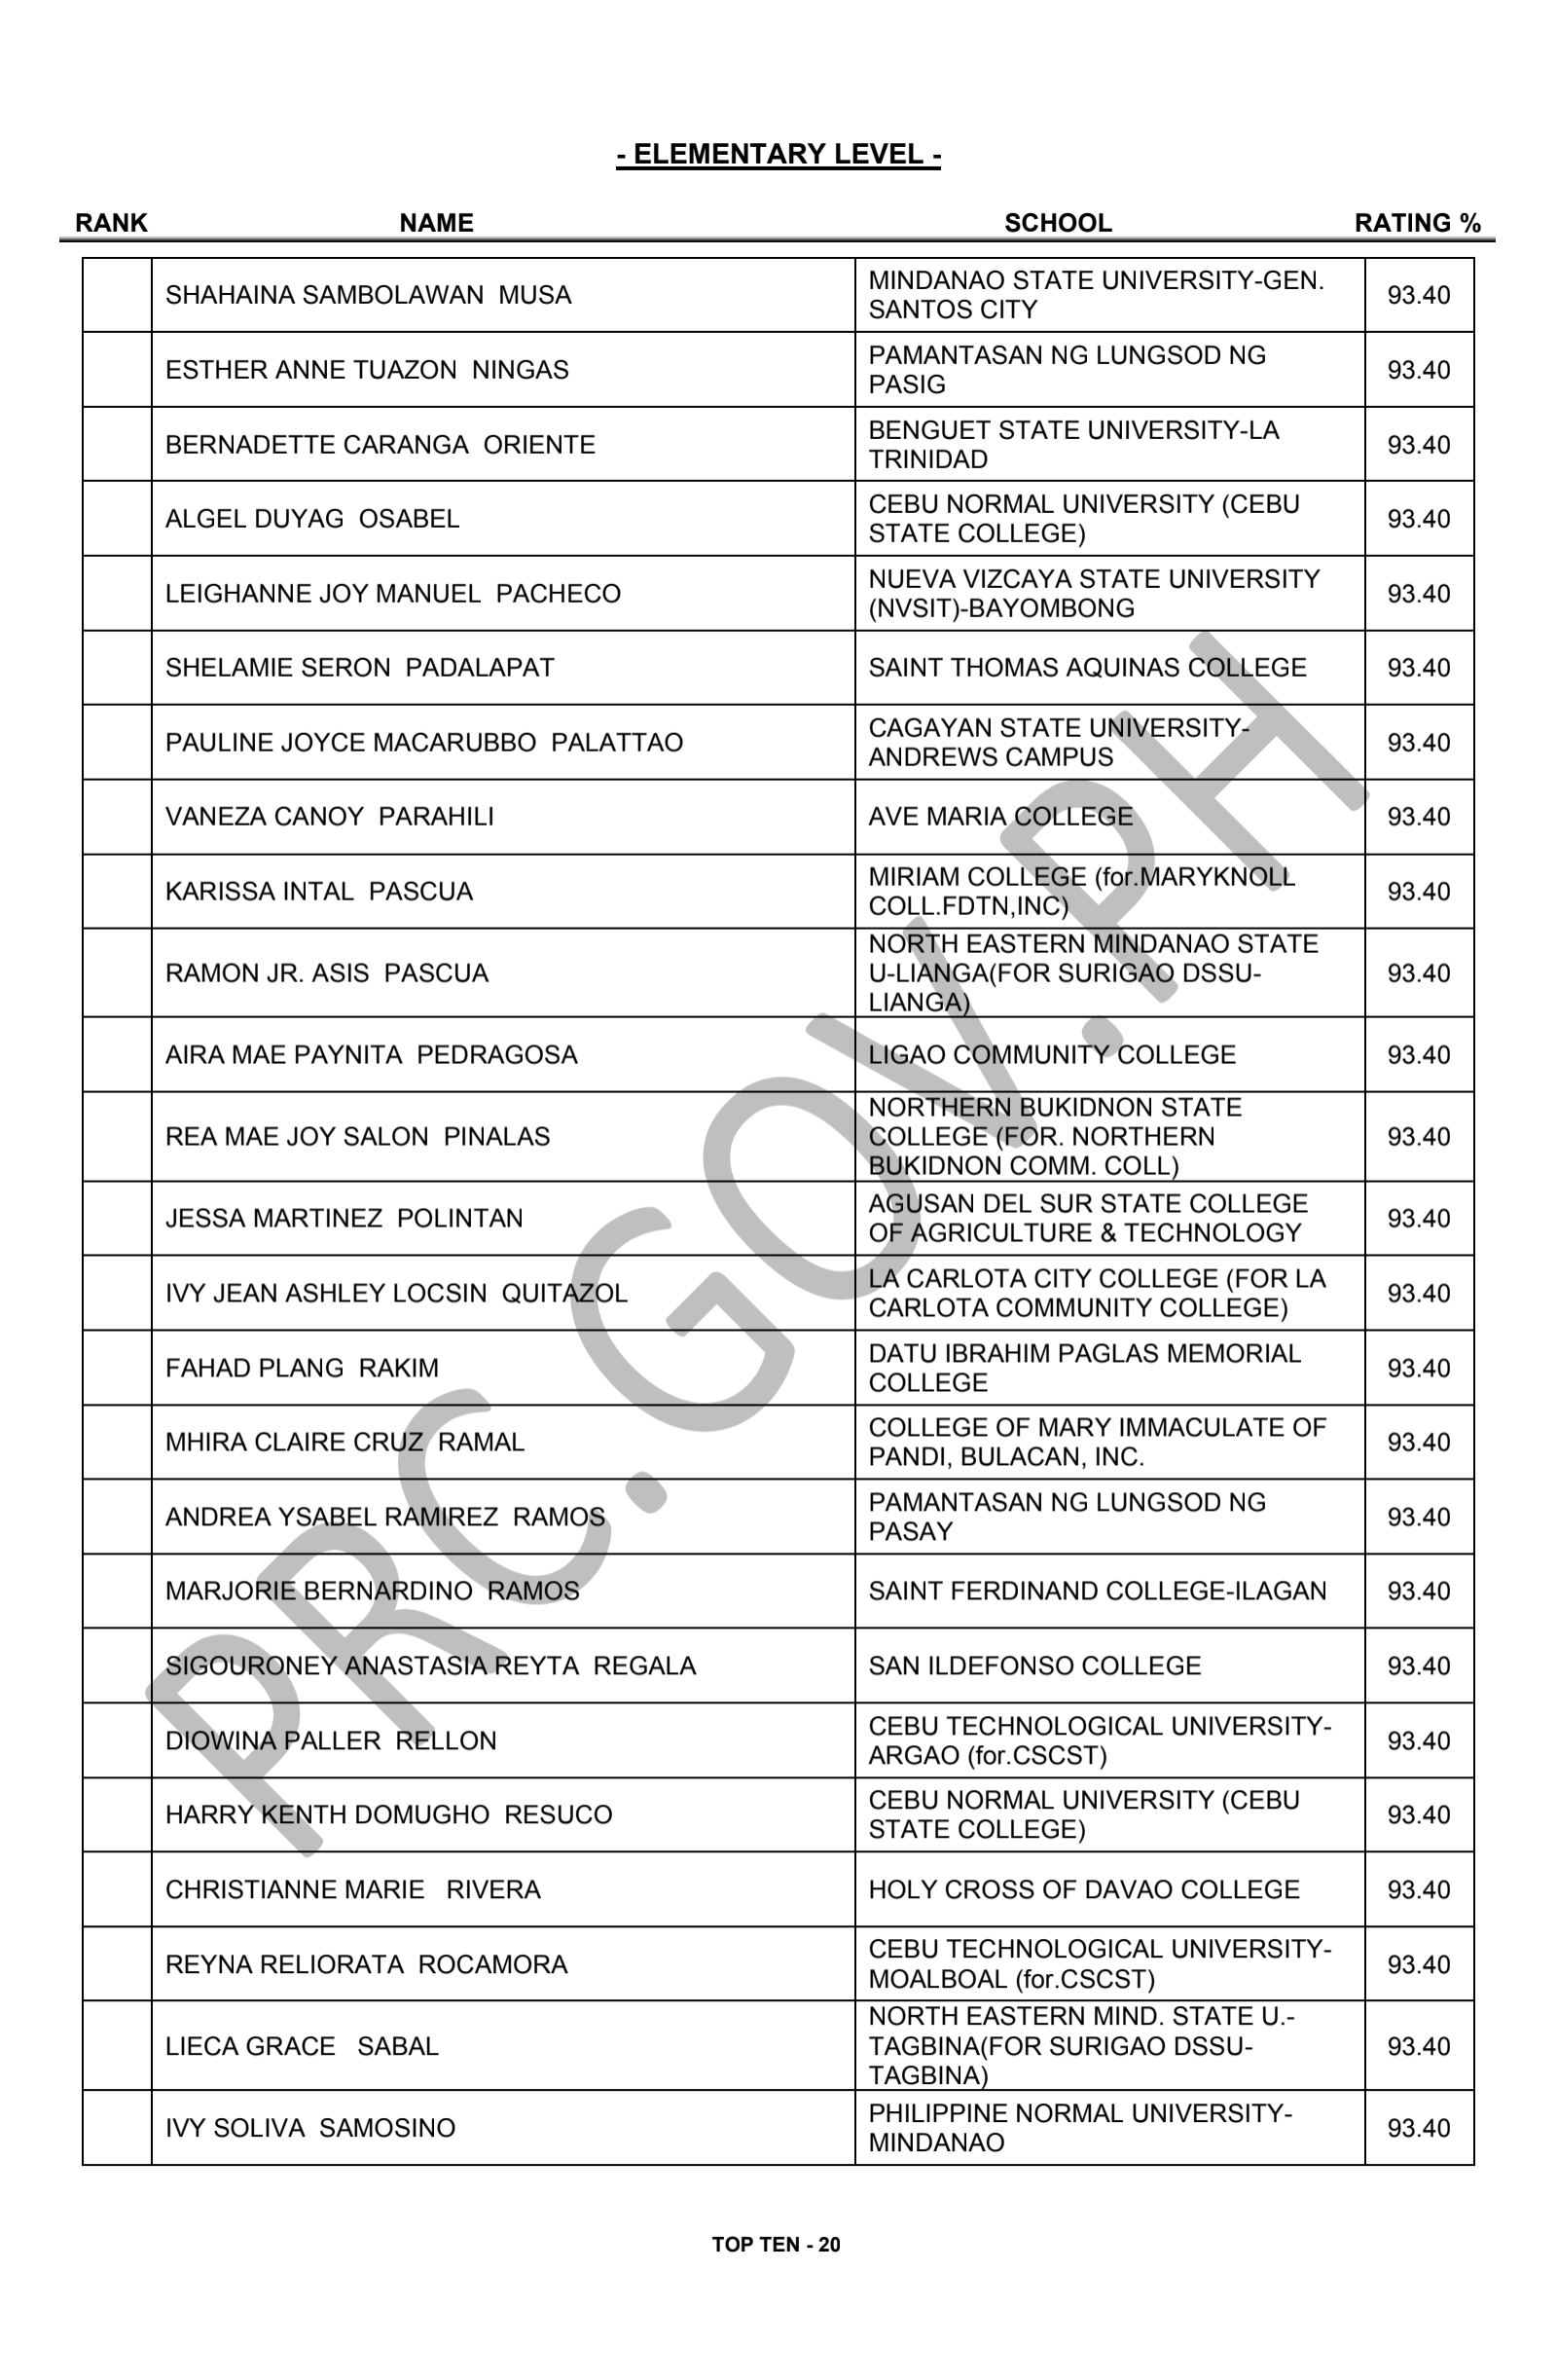 - ELEMENTARY LEVEL -
RANK NAME SCHOOL RATING %
SHAHAINA SAMBOLAWAN MUSA
MINDANAO STATE UNIVERSITY-GEN.
SANTOS CITY
93.40
ESTHER ANNE TUAZON NINGAS
PAMANTASAN NG LUNGSOD NG
PASIG
93.40
BERNADETTE CARANGA ORIENTE
BENGUET STATE UNIVERSITY-LA
TRINIDAD
93.40
ALGEL DUYAG OSABEL
CEBU NORMAL UNIVERSITY (CEBU
STATE COLLEGE)
93.40
LEIGHANNE JOY MANUEL PACHECO
NUEVA VIZCAYA STATE UNIVERSITY
(NVSIT)-BAYOMBONG
93.40
SHELAMIE SERON PADALAPAT
SAINT THOMAS AQUINAS COLLEGE
93.40
PAULINE JOYCE MACARUBBO PALATTAO
CAGAYAN STATE UNIVERSITY-
ANDREWS CAMPUS
93.40
VANEZA CANOY PARAHILI
AVE MARIA COLLEGE
93.40
KARISSA INTAL PASCUA
MIRIAM COLLEGE (for.MARYKNOLL
COLL.FDTN,INC)
93.40
RAMON JR. ASIS PASCUA
NORTH EASTERN MINDANAO STATE
U-LIANGA(FOR SURIGAO DSSU-
LIANGA)
93.40
AIRA MAE PAYNITA PEDRAGOSA
LIGAO COMMUNITY COLLEGE
93.40
REA MAE JOY SALON PINALAS
NORTHERN BUKIDNON STATE
COLLEGE (FOR. NORTHERN
BUKIDNON COMM. COLL)
93.40
JESSA MARTINEZ POLINTAN
AGUSAN DEL SUR STATE COLLEGE
OF AGRICULTURE & TECHNOLOGY
93.40
IVY JEAN ASHLEY LOCSIN QUITAZOL
LA CARLOTA CITY COLLEGE (FOR LA
CARLOTA COMMUNITY COLLEGE)
93.40
FAHAD PLANG RAKIM
DATU IBRAHIM PAGLAS MEMORIAL
COLLEGE
93.40
MHIRA CLAIRE CRUZ RAMAL
COLLEGE OF MARY IMMACULATE OF
PANDI, BULACAN, INC.
93.40
ANDREA YSABEL RAMIREZ RAMOS
PAMANTASAN NG LUNGSOD NG
PASAY
93.40
MARJORIE BERNARDINO RAMOS
SAINT FERDINAND COLLEGE-ILAGAN
93.40
SIGOURONEY ANASTASIA REYTA REGALA
SAN ILDEFONSO COLLEGE
93.40
DIOWINA PALLER RELLON
CEBU TECHNOLOGICAL UNIVERSITY-
ARGAO (for.CSCST)
93.40
HARRY KENTH DOMUGHO RESUCO
CEBU NORMAL UNIVERSITY (CEBU
STATE COLLEGE)
93.40
CHRISTIANNE MARIE RIVERA
HOLY CROSS OF DAVAO COLLEGE
93.40
REYNA RELIORATA ROCAMORA
CEBU TECHNOLOGICAL UNIVERSITY-
MOALBOAL (for.CSCST)
93.40
LIECA GRACE SABAL
NORTH EASTERN MIND. STATE U.-
TAGBINA(FOR SURIGAO DSSU-
TAGBINA)
93.40
IVY SOLIVA SAMOSINO
PHILIPPINE NORMAL UNIVERSITY-
MINDANAO
93.40
PRC.GOV.PH
TOP TEN - 20